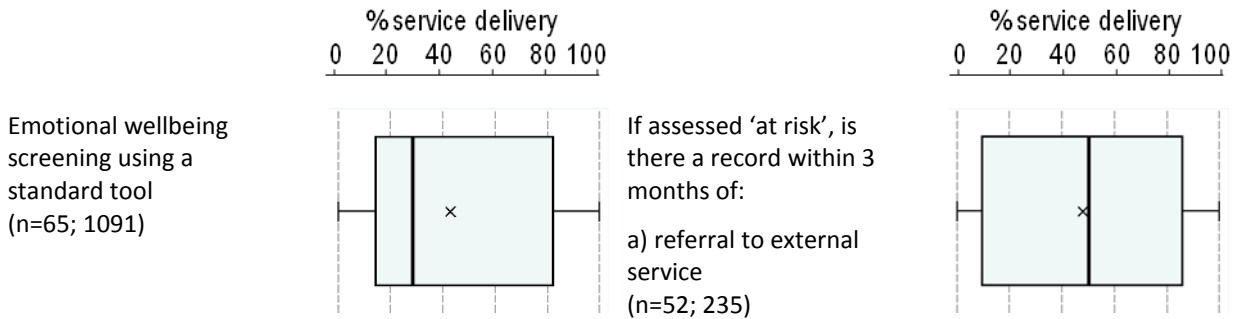 % service delivery
0 20 40 60 80 100
Emotional wellbeing
screening using a
standard tool
(n=65; 1091)
% service delivery
0 20 40 60 80 100
If assessed ‘at risk’, is
there a record within 3
months of:
a) referral to external
service
(n=52; 235)